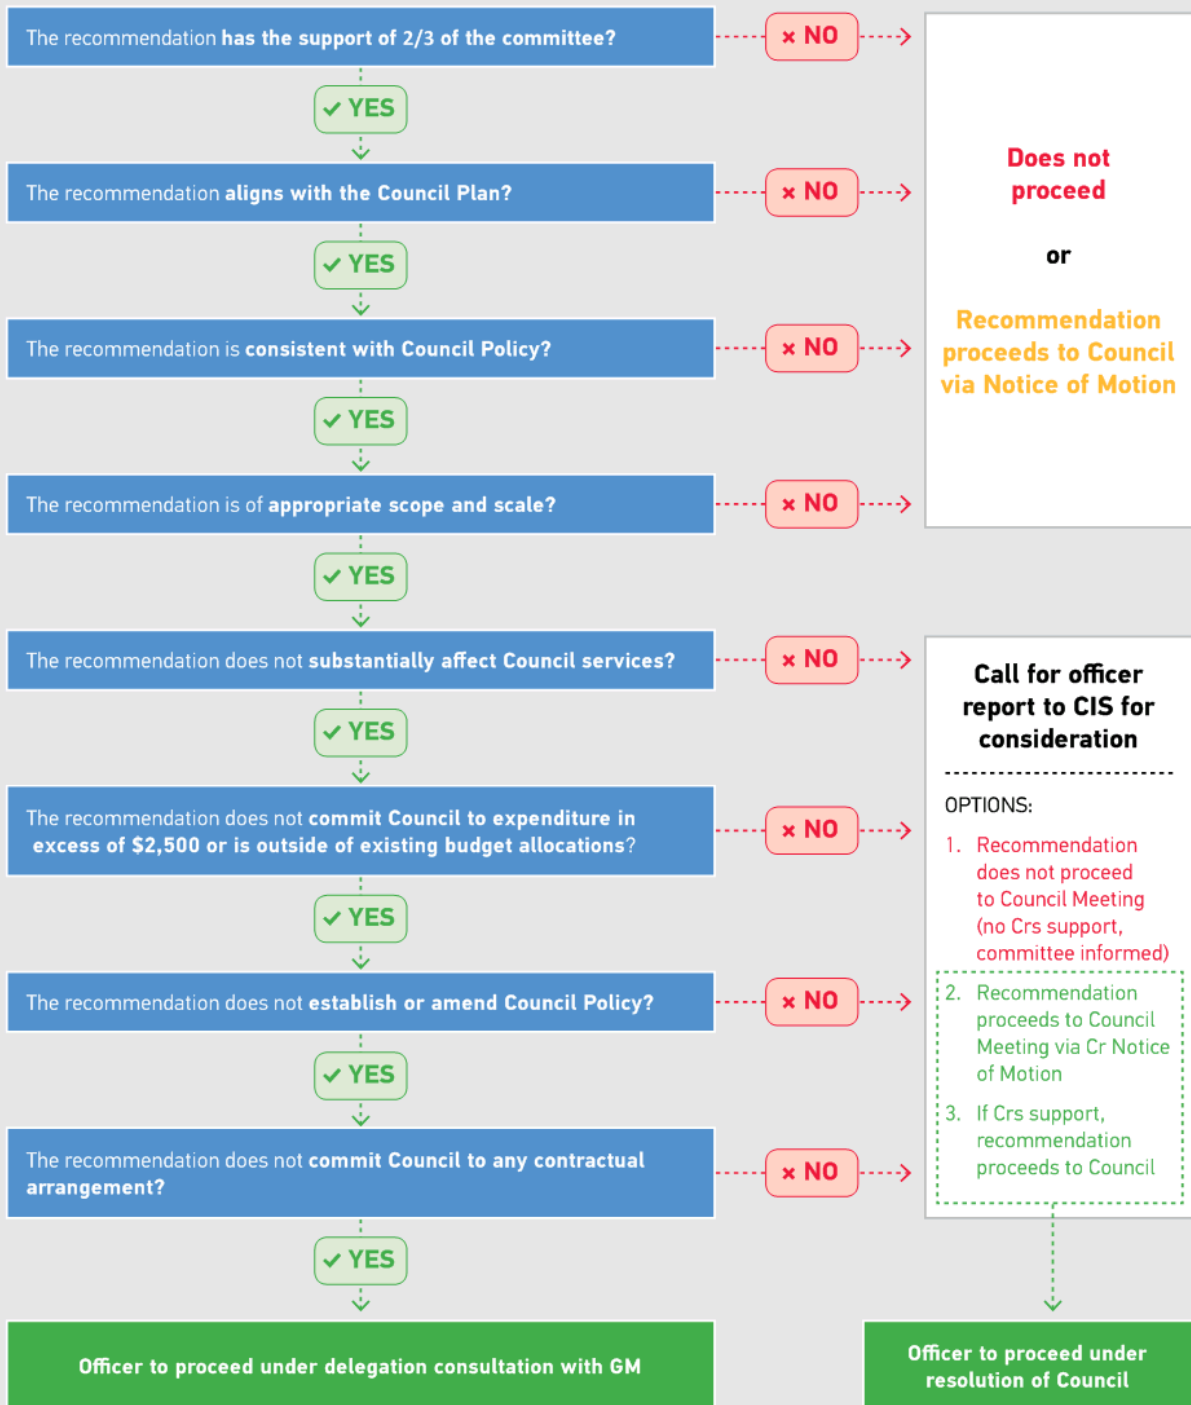 The recommendation has the support of 2/3 of the committee?
× NO
✓ YES
The recommendation aligns with the Council Plan?
× NO
✓ YES
The recommendation is consistent with Council Policy?
× NO
✓ YES
The recommendation is of appropriate scope and scale?
× NO
Does not
proceed
or
Recommendation
proceeds to Council
via Notice of Motion
✓ YES
The recommendation does not substantially affect Council services?
× NO
✓ YES
The recommendation does not commit Council to expenditure in
excess of $2,500 or is outside of existing budget allocations?
× NO
✓ YES
The recommendation does not establish or amend Council Policy?
× NO
✓ YES
The recommendation does not commit Council to any contractual
arrangement?
× NO
✓ YES
Call for officer
report to CIS for
consideration
OPTIONS:
1. Recommendation
does not proceed
to Council Meeting
(no Crs support,
committee informed)
2. Recommendation
proceeds to Council
Meeting via Cr Notice
of Motion
3. If Crs support,
recommendation
proceeds to Council
Officer to proceed under delegation consultation with GM
Officer to proceed under
resolution of Council